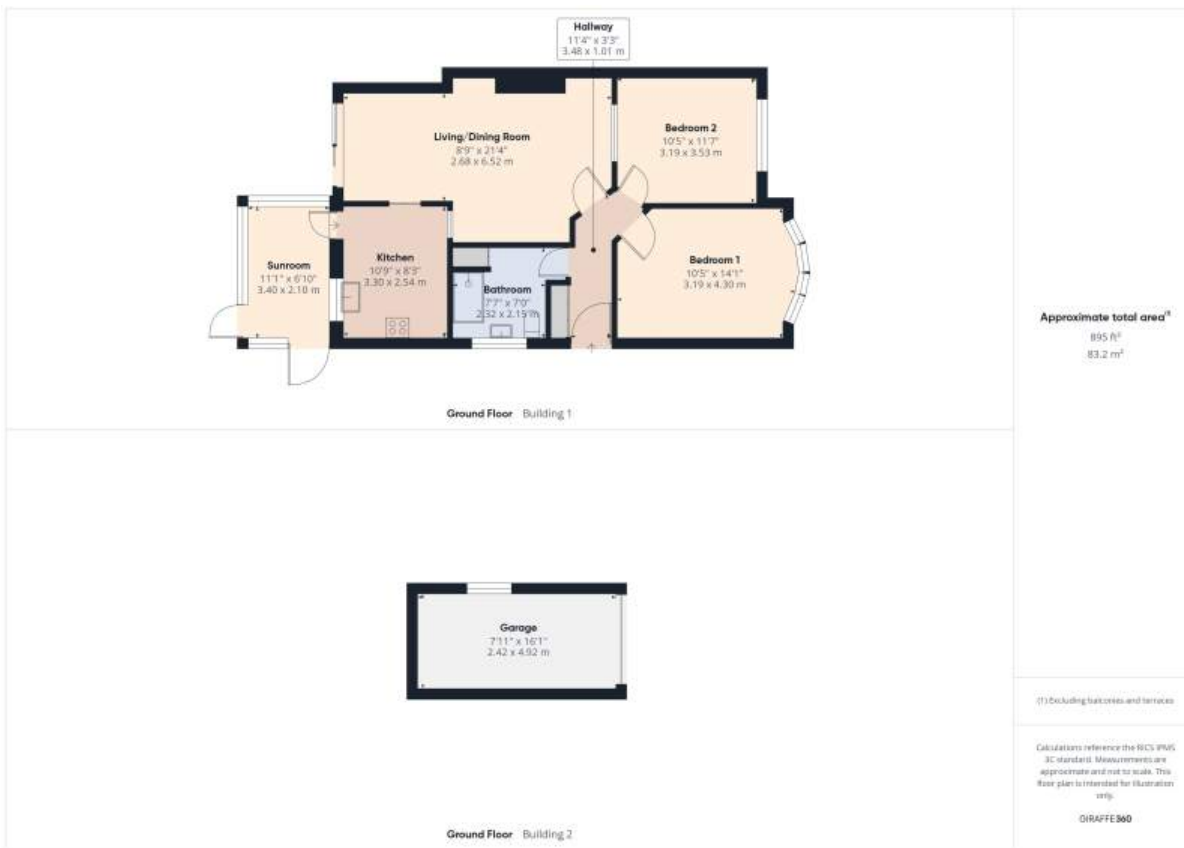 Hallway
11'4" x 3'3"
3.48 x 1.01 m
Living/Dining Room
8'9" x 21'4"
2.68 x 6.52 m
Bedroom 2
10'5" x 11'7"
3.19 x 3.53 m
Sunroom
11'1" x 6'10"
3.40 x 2.10 m
Kitchen
10'9" x 8'3"
3.30 x 2.54 m
Bathroom
7'7" x 7'0"
2.32 x 2.15 m
Bedroom 1
10'5" x 14'1"
3.19 x 4.30 m
Ground Floor Building 1
Approximate total area(1)
895 ft²
83.2 m²
Garage
7'11" x 16'1"
2.42 x 4.92 m
Ground Floor Building 2
(1) Excluding balconies and terraces
Calculations reference the RICS IPMS
3C standard. Measurements are
approximate and not to scale. This
floor plan is intended for illustration
only.
GIRAFFE360